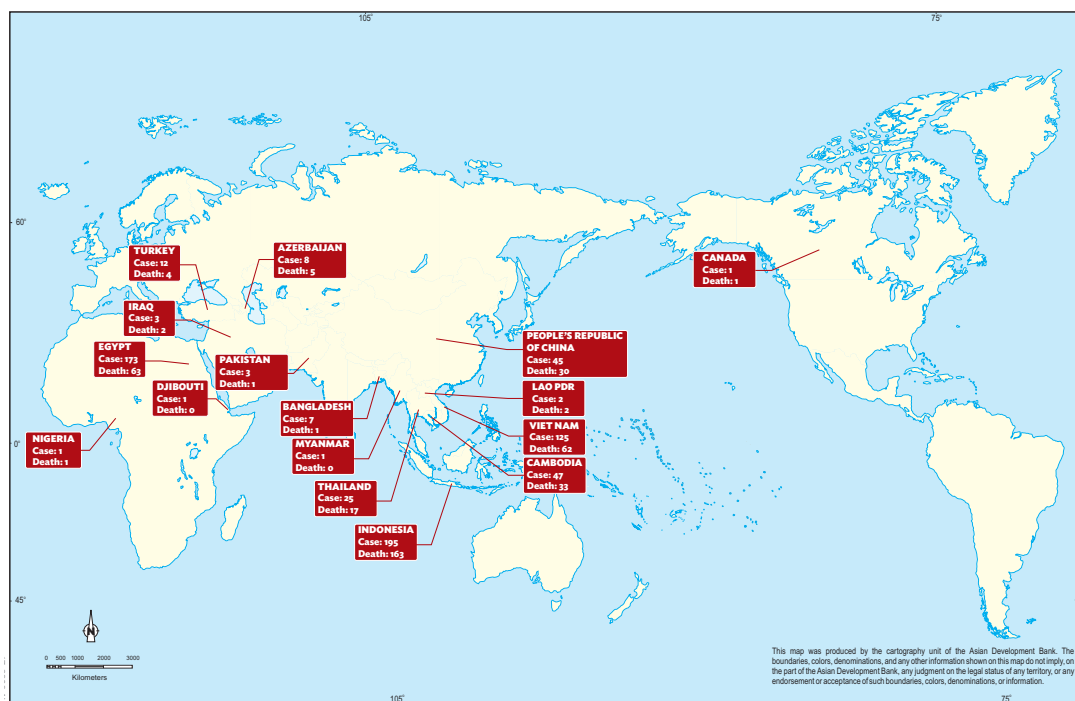 105°
75°
60°
TURKEY
Case: 12
Death: 4
AZERBAIJAN
Case: 8
Death: 5
CANADA
Case: 1
Death: 1
IRAQ
Case: 3
Death: 2
EGYPT
Case: 173
Death: 63
PAKISTAN
Case: 3
Death: 1
PEOPLE'S REPUBLIC
OF CHINA
Case: 45
Death: 30
DJIBOUTI
Case: 1
Death: 0
LAO PDR
Case: 2
Death: 2
BANGLADESH
Case: 7
Death: 1
VIET NAM
Case: 125
Death: 62
NIGERIA
Case: 1
Death: 1
0°
MYANMAR
Case: 1
Death: 0
CAMBODIA
Case: 47
Death: 33
THAILAND
Case: 25
Death: 17
INDONESIA
Case: 195
Death: 163
45°
N
0 500 1000 2000 3000
Kilometers
This map was produced by the cartography unit of the Asian Development Bank. The
boundaries, colors, denominations, and any other information shown on this map do not imply, on
the part of the Asian Development Bank, any judgment on the legal status of any territory, or any
endorsement or acceptance of such boundaries, colors, denominations, or information.
105°
75°